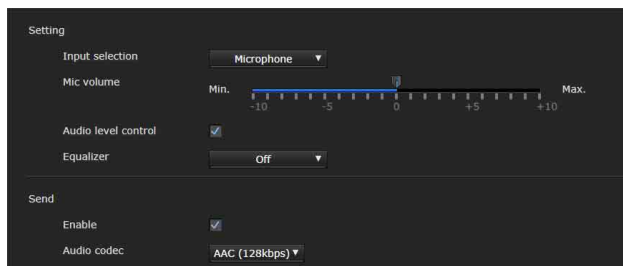 Setting
Input selection
Microphone ▼
Mic volume
Min.
Max.
-10 -5 0 +5 +10
Audio level control
Equalizer
Off ▼
Send
Enable
Audio codec
AAC (128kbps) ▼